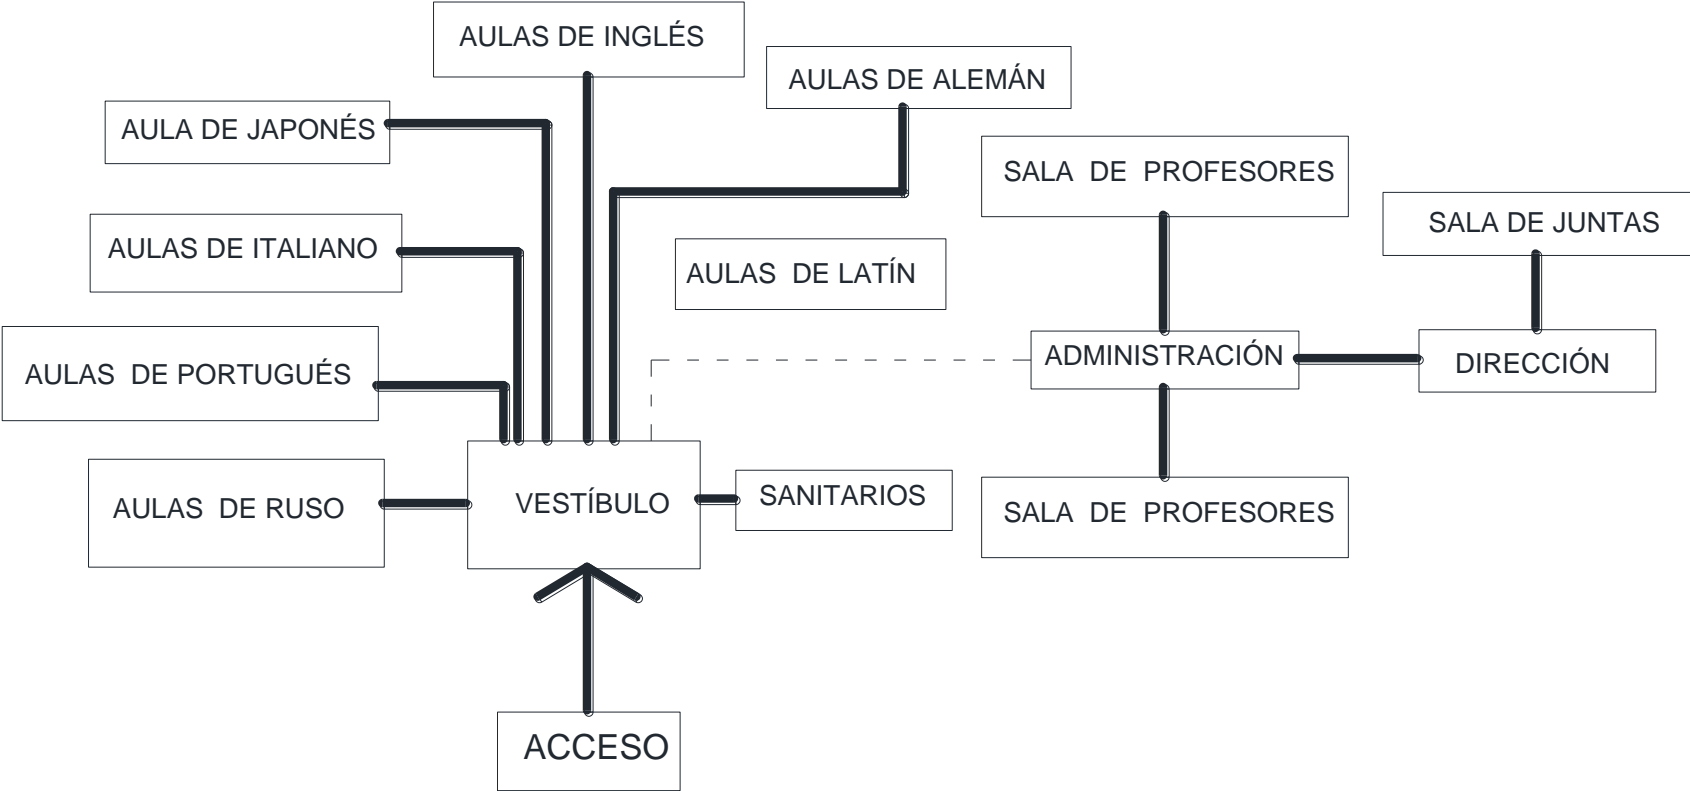 AULAS DE INGLÉS
AULAS DE ALEMÁN
AULA DE JAPONÉS
SALA DE PROFESORES
SALA DE JUNTAS
AULAS DE ITALIANO
AULAS DE LATÍN
ADMINISTRACIÓN
DIRECCIÓN
AULAS DE PORTUGUÉS
AULAS DE RUSO
VESTÍBULO
SANITARIOS
SALA DE PROFESORES
ACCESO